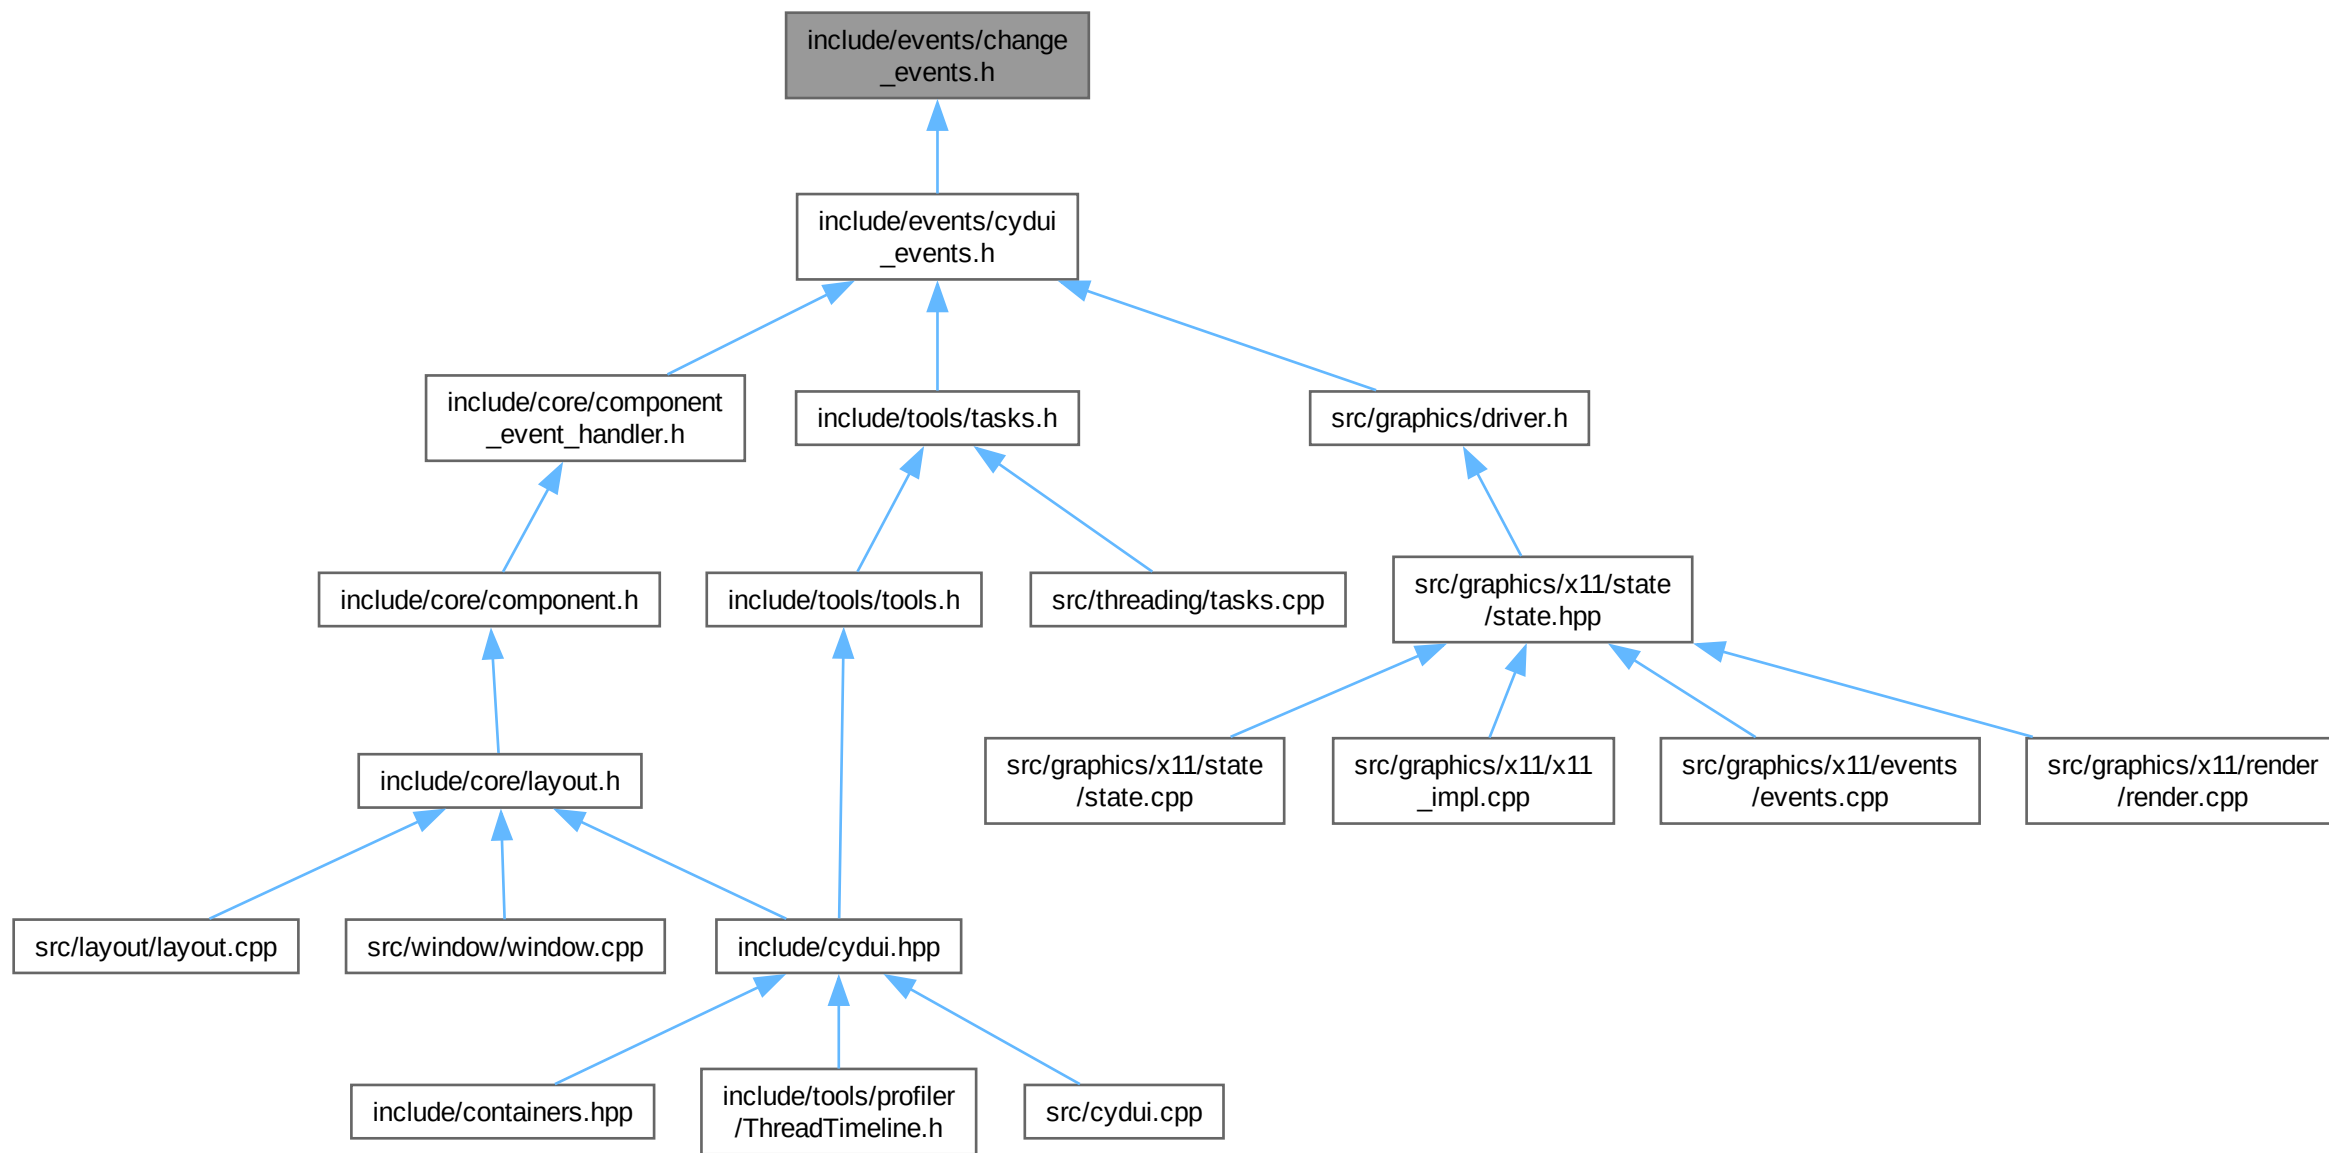 include/events/change
_events.h
include/events/cydui
_events.h
include/core/component
_event_handler.h
include/tools/tasks.h
src/graphics/driver.h
include/core/component.h
include/tools/tools.h
src/threading/tasks.cpp
src/graphics/x11/state
/state.hpp
include/core/layout.h
src/graphics/x11/state
/state.cpp
src/graphics/x11/x11
_impl.cpp
src/graphics/x11/events
/events.cpp
src/graphics/x11/render
/render.cpp
src/layout/layout.cpp
src/window/window.cpp
include/cydui.hpp
include/containers.hpp
include/tools/profiler
/ThreadTimeline.h
src/cydui.cpp